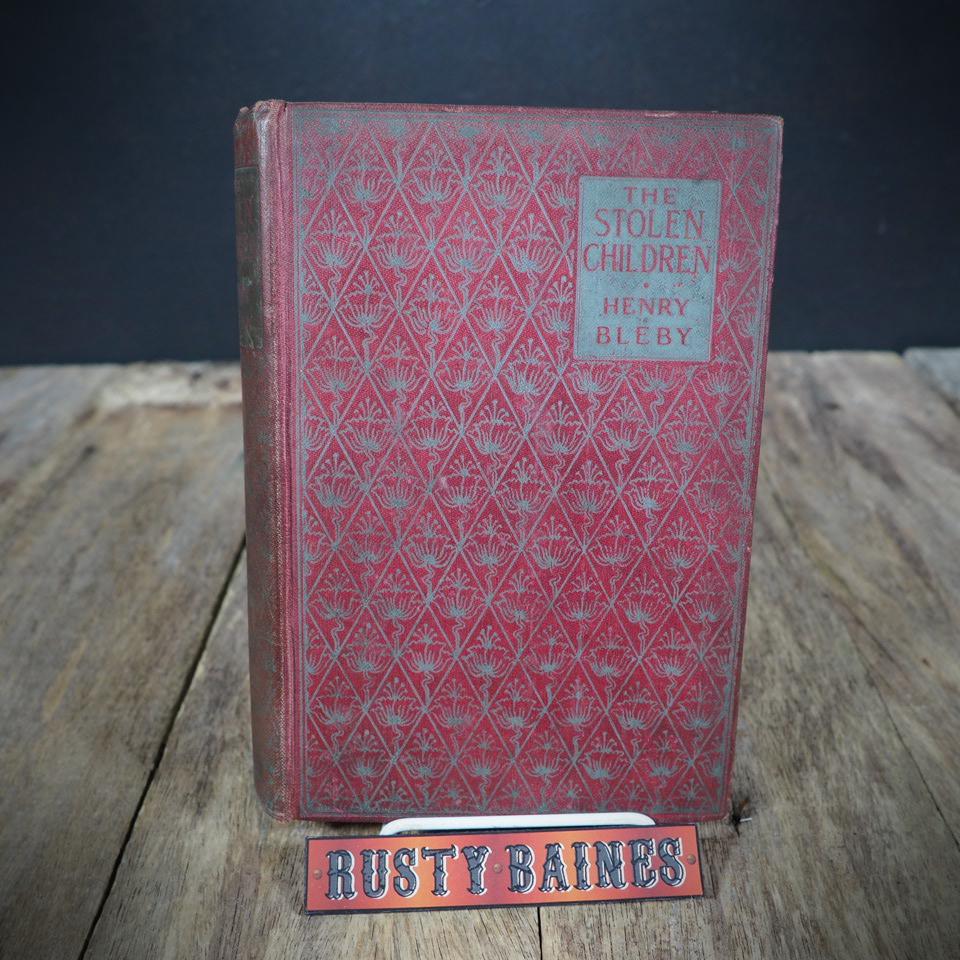 THE
STOLEN
CHILDREN
HENRY
BLEBY
RUSTY BAINES